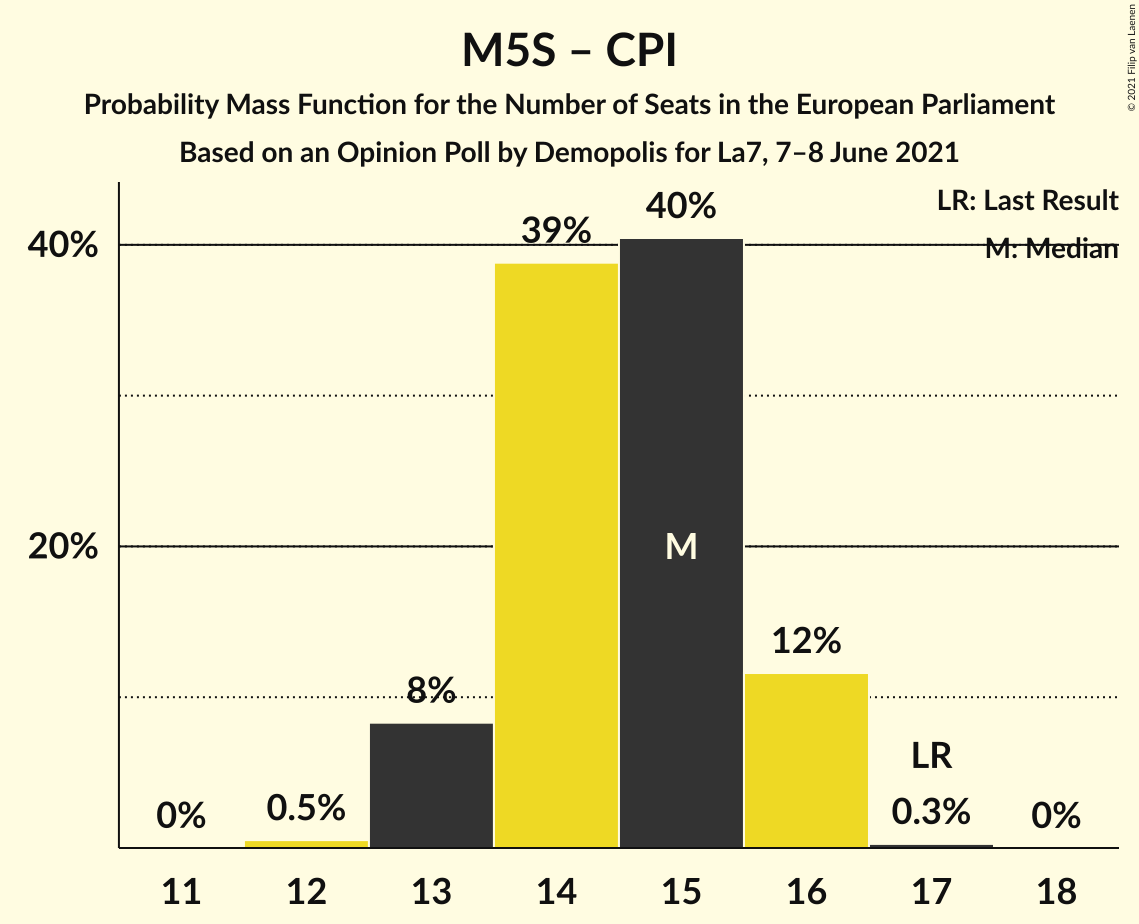 M5S – CPI
Probability Mass Function for the Number of Seats in the European Parliament
Based on an Opinion Poll by Demopolis for La7, 7–8 June 2021
© 2021 Filip van Laenen
LR: Last Result
M: Median
40%
20%
0%
0.5%
8%
39%
40%
M
12%
LR
0.3%
0%
11 12 13 14 15 16 17 18